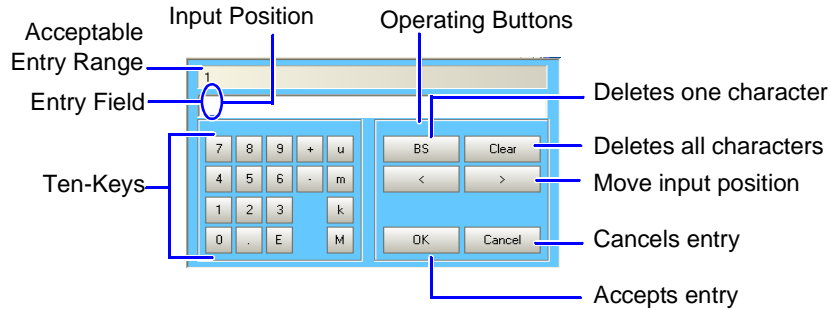 Input Position
Operating Buttons
Acceptable
Entry Range
1
Entry Field
Deletes one character
7 8 9 + u
BS Clear
Deletes all characters
Ten-Keys
4 5 6 - m
< >
Move input position
1 2 3 k
0 . E M
OK Cancel
Cancels entry
Accepts entry